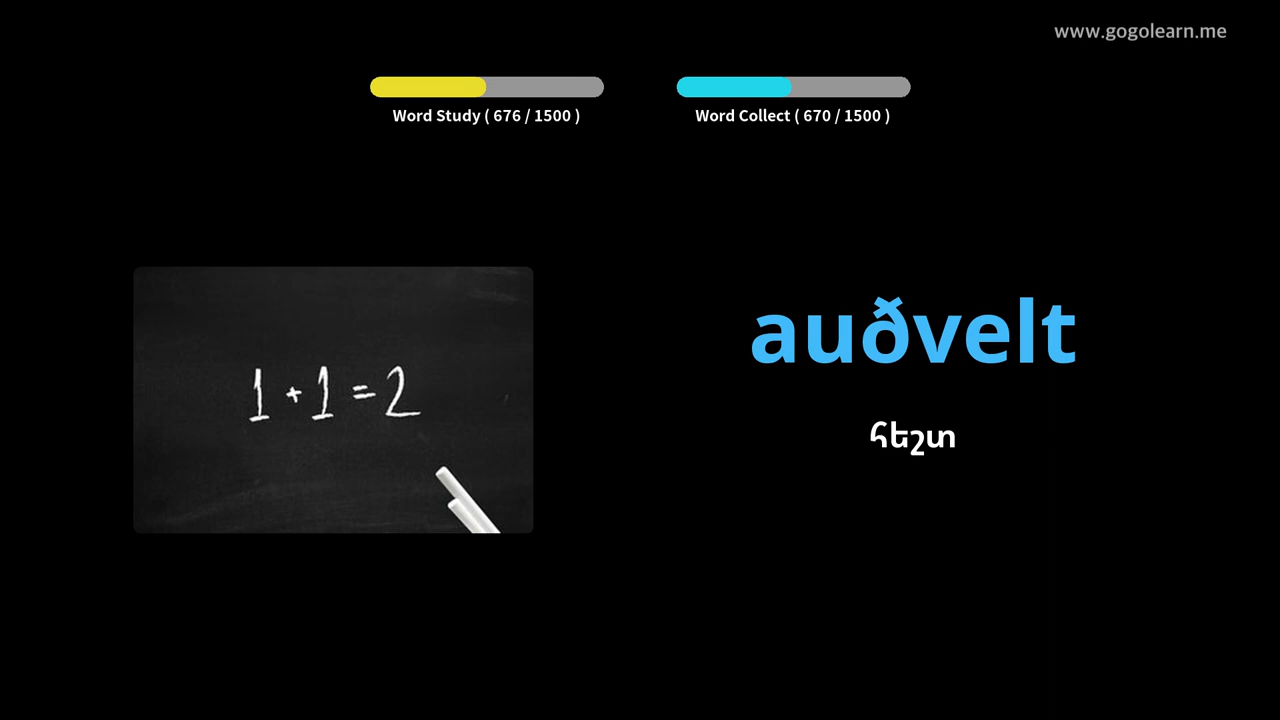 www.gogolearn.me
Word Study ( 676 / 1500 )
Word Collect ( 670 / 1500 )
1 + 1 = 2
auðvelt
հեշտ